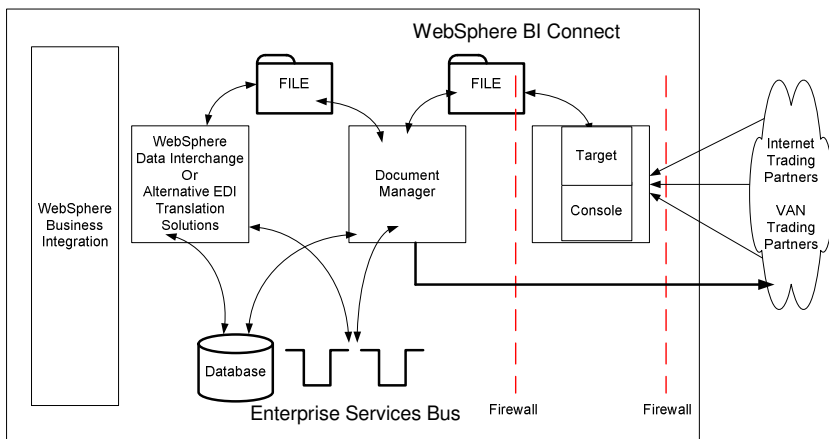 WebSphere BI Connect
FILE
FILE
WebSphere
Data Interchange
Or
Alternative EDI
Translation
Solutions
Document
Manager
Target
Console
Internet
Trading
Partners
VAN
Trading
Partners
WebSphere
Business
Integration
Database
Enterprise Services Bus
Firewall
Firewall